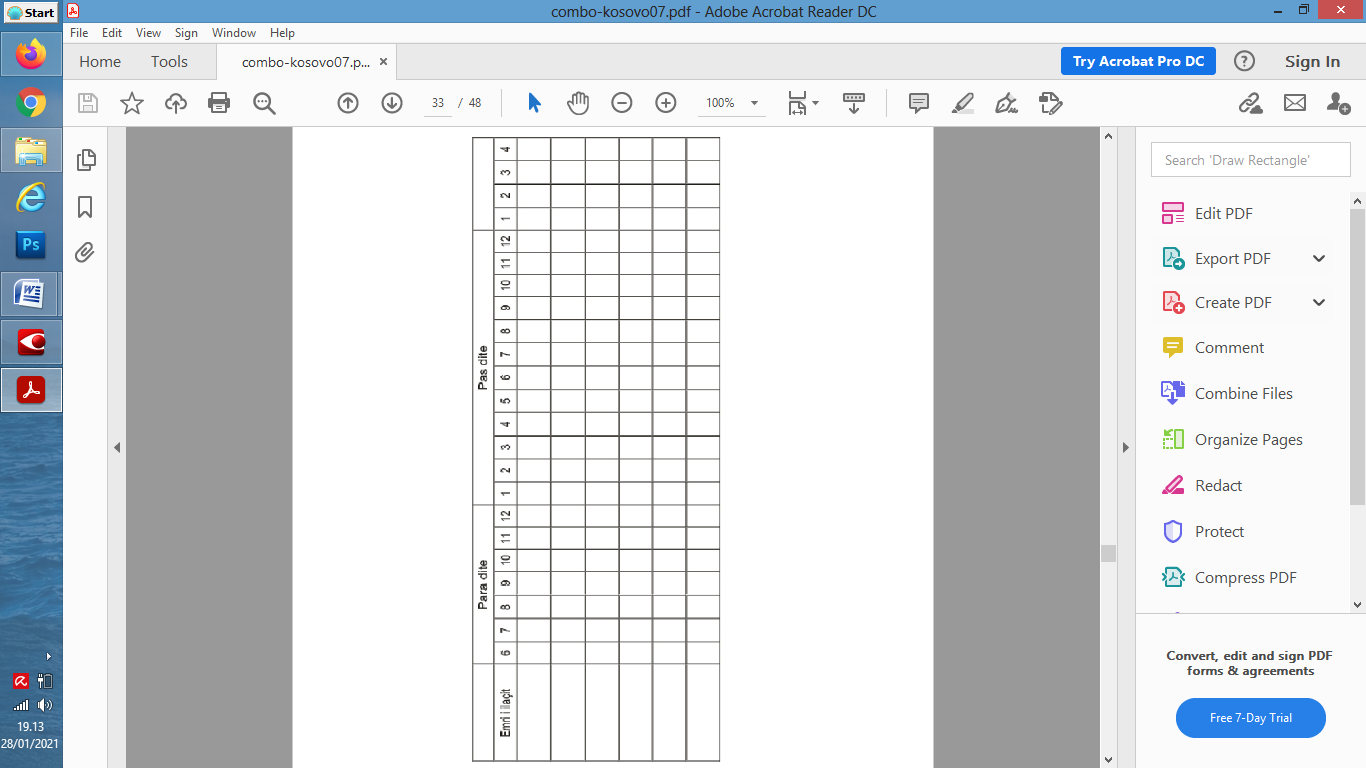 Start
combo-kosovo07.pdf - Adobe Acrobat Reader DC
File Edit View Sign Window Help
Home Tools combo-kosovo07.p... ×
Try Acrobat Pro DC
? Sign In
33 / 48
100%
Search 'Draw Rectangle'
Edit PDF
Export PDF
Create PDF
Comment
Combine Files
Organize Pages
Redact
Protect
Compress PDF
Convert, edit and sign PDF
forms & agreements
Free 7-Day Trial
Para dite Pas dite
Emri i llaçit 6 7 8 9 10 11 12 1 2 3 4 5 6 7 8 9 10 11 12 1 2 3 4
Ps
W
19.13
28/01/2021